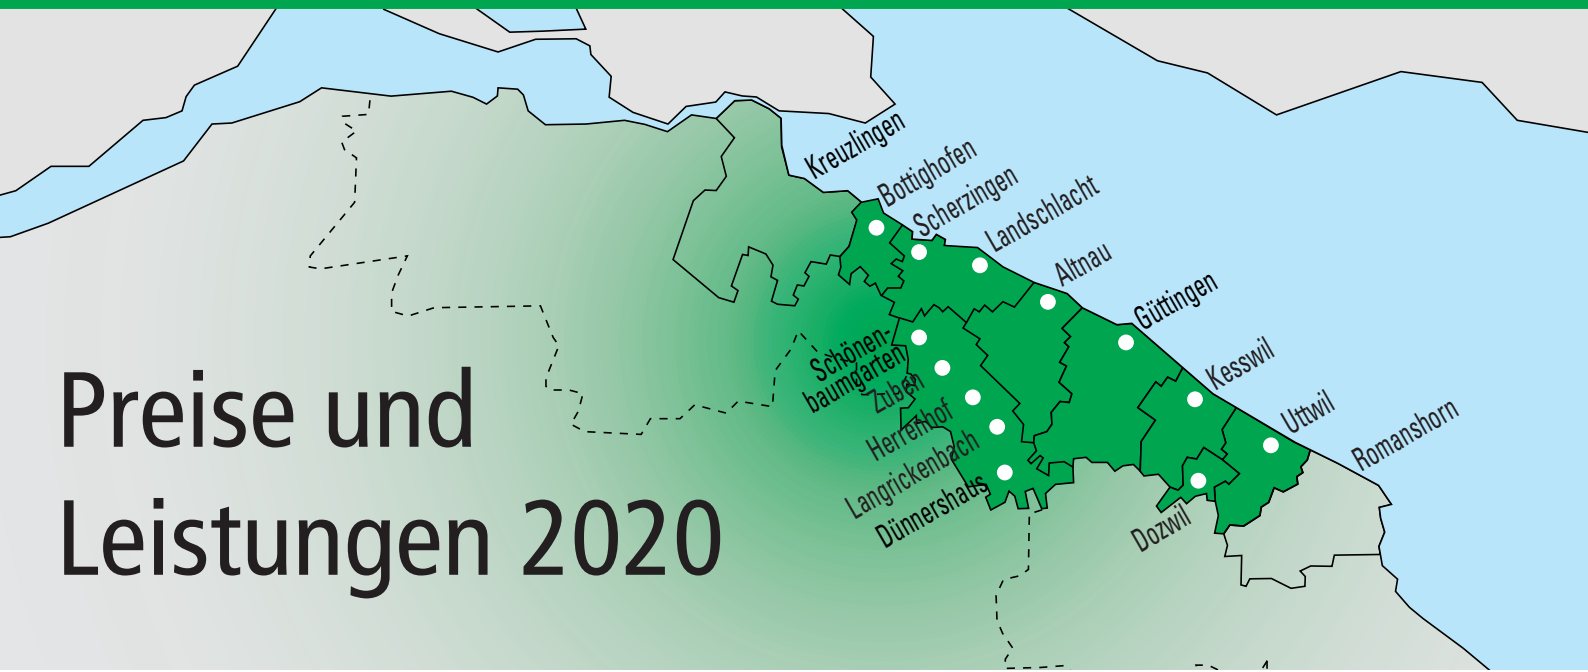 Kreuzlingen
Bottighofen
Scherzingen
Landschlacht
Altnau
Güttingen
Kesswil
Uttwil
Romanshorn
Schönen-
baumgarten
Zuben
Herrenhof
Langrickenbach
Dünnershaus
Dozwil
Preise und
Leistungen 2020